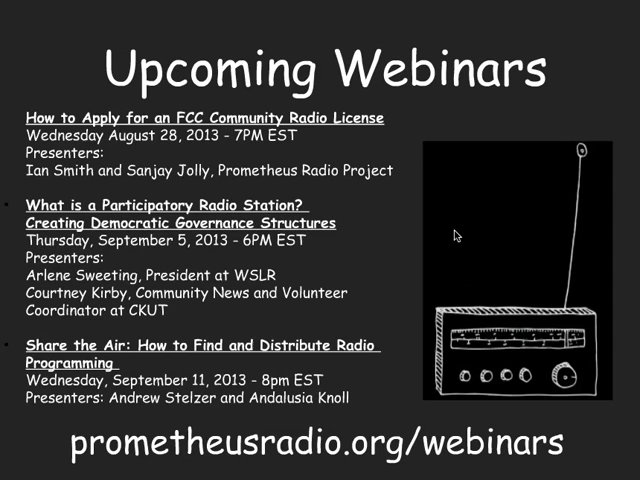 Upcoming Webinars
How to Apply for an FCC Community Radio License
Wednesday August 28, 2013 - 7PM EST
Presenters:
Ian Smith and Sanjay Jolly, Prometheus Radio Project
What is a Participatory Radio Station?
Creating Democratic Governance Structures
Thursday, September 5, 2013 - 6PM EST
Presenters:
Arlene Sweeting, President at WSLR
Courtney Kirby, Community News and Volunteer
Coordinator at CKUT
Share the Air: How to Find and Distribute Radio
Programming
Wednesday, September 11, 2013 - 8pm EST
Presenters: Andrew Stelzer and Andalusia Knoll
prometheusradio.org/webinars